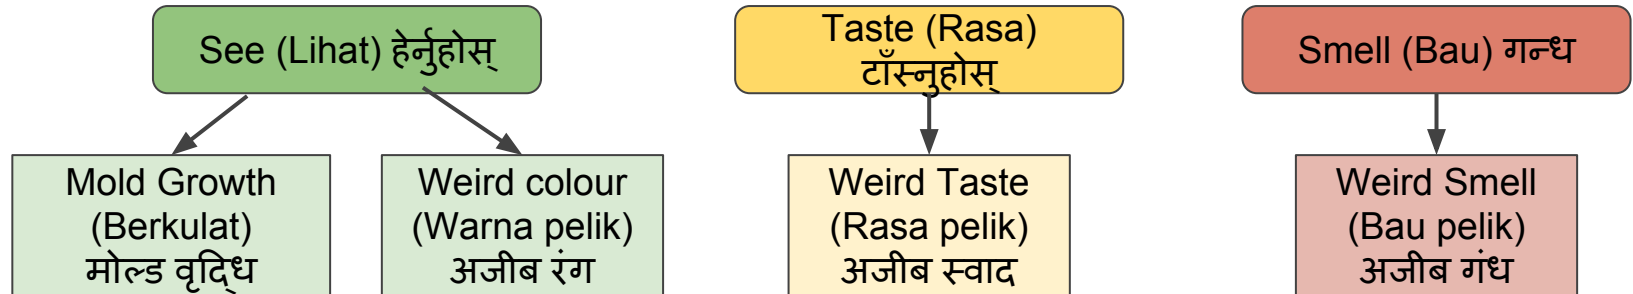 See (Lihat) हेर्नुहोस्
Taste (Rasa)
टाँस्नुहोस्
Smell (Bau) गन्ध
Mold Growth
(Berkulat)
मोल्ड वृद्धि
Weird colour
(Warna pelik)
अजीब रंग
Weird Taste
(Rasa pelik)
अजीब स्वाद
Weird Smell
(Bau pelik)
अजीब गंध